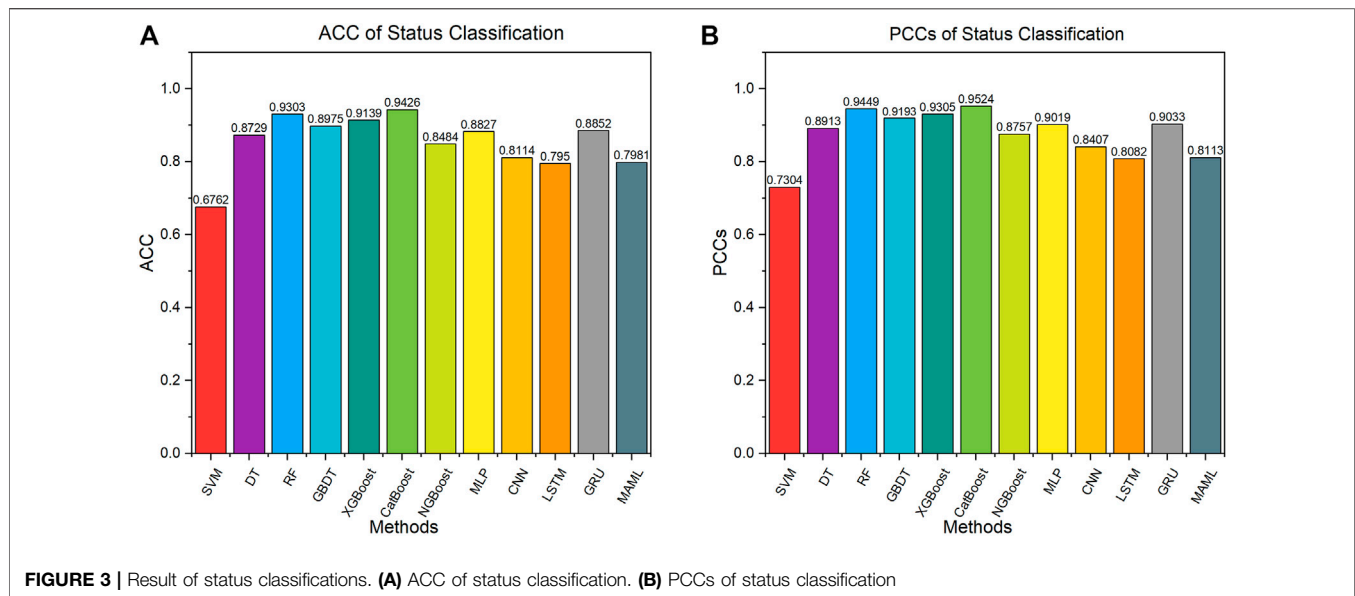 A
ACC of Status Classification
ACC
1.0
0.8
0.6
0.4
0.2
0.0
0.6762
0.8729
0.9303
0.8975
0.9139
0.9426
0.8484
0.8827
0.8114
0.795
0.8852
0.7981
SVM
DT
RF
GBDT
XGBoost
CatBoost
NGBoost
MLP
CNN
LSTM
GRU
MAML
Methods
B
PCCs of Status Classification
PCCs
1.0
0.8
0.6
0.4
0.2
0.0
0.7304
0.8913
0.9449
0.9193
0.9305
0.9524
0.8757
0.9019
0.8407
0.8082
0.9033
0.8113
SVM
DT
RF
GBDT
XGBoost
CatBoost
NGBoost
MLP
CNN
LSTM
GRU
MAML
Methods
FIGURE 3 | Result of status classifications. (A) ACC of status classification. (B) PCCs of status classification